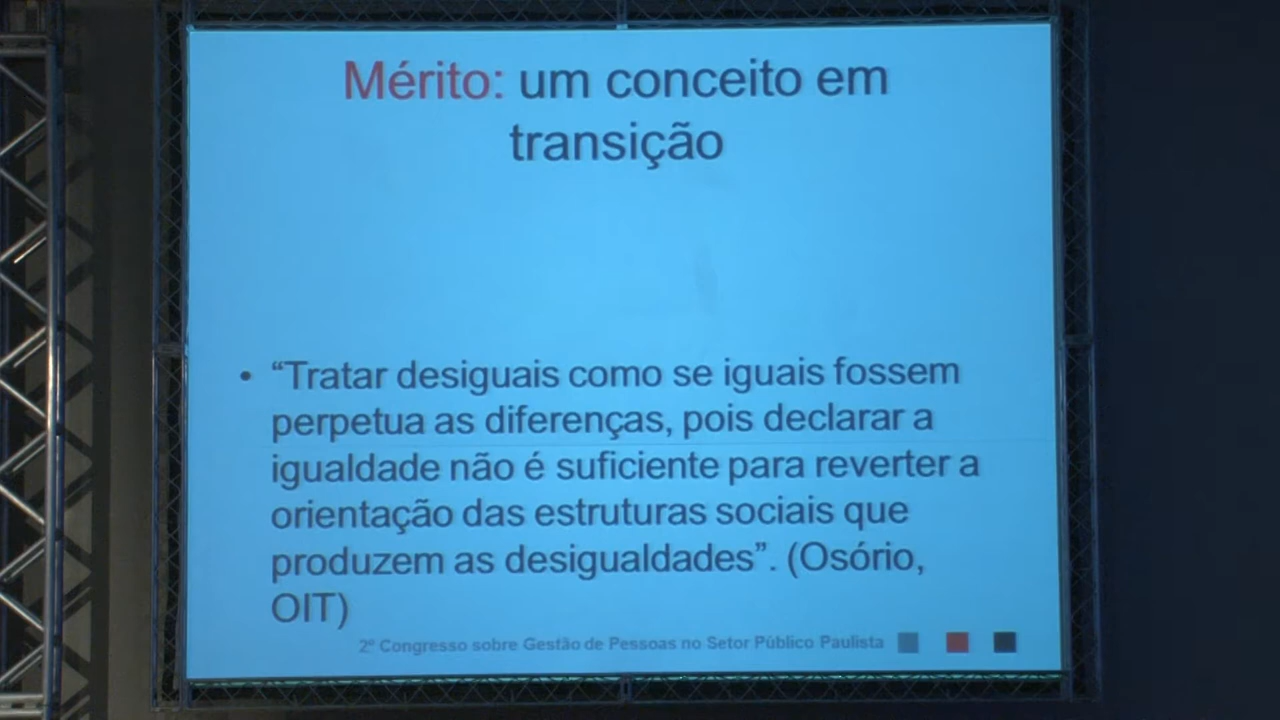 Mérito: um conceito em
transição
• “Tratar desiguais como se iguais fossem
perpetua as diferenças, pois declarar a
igualdade não é suficiente para reverter a
orientação das estruturas sociais que
produzem as desigualdades”. (Osório,
OIT)
2º Congresso sobre Gestão de Pessoas no Setor Público Paulista